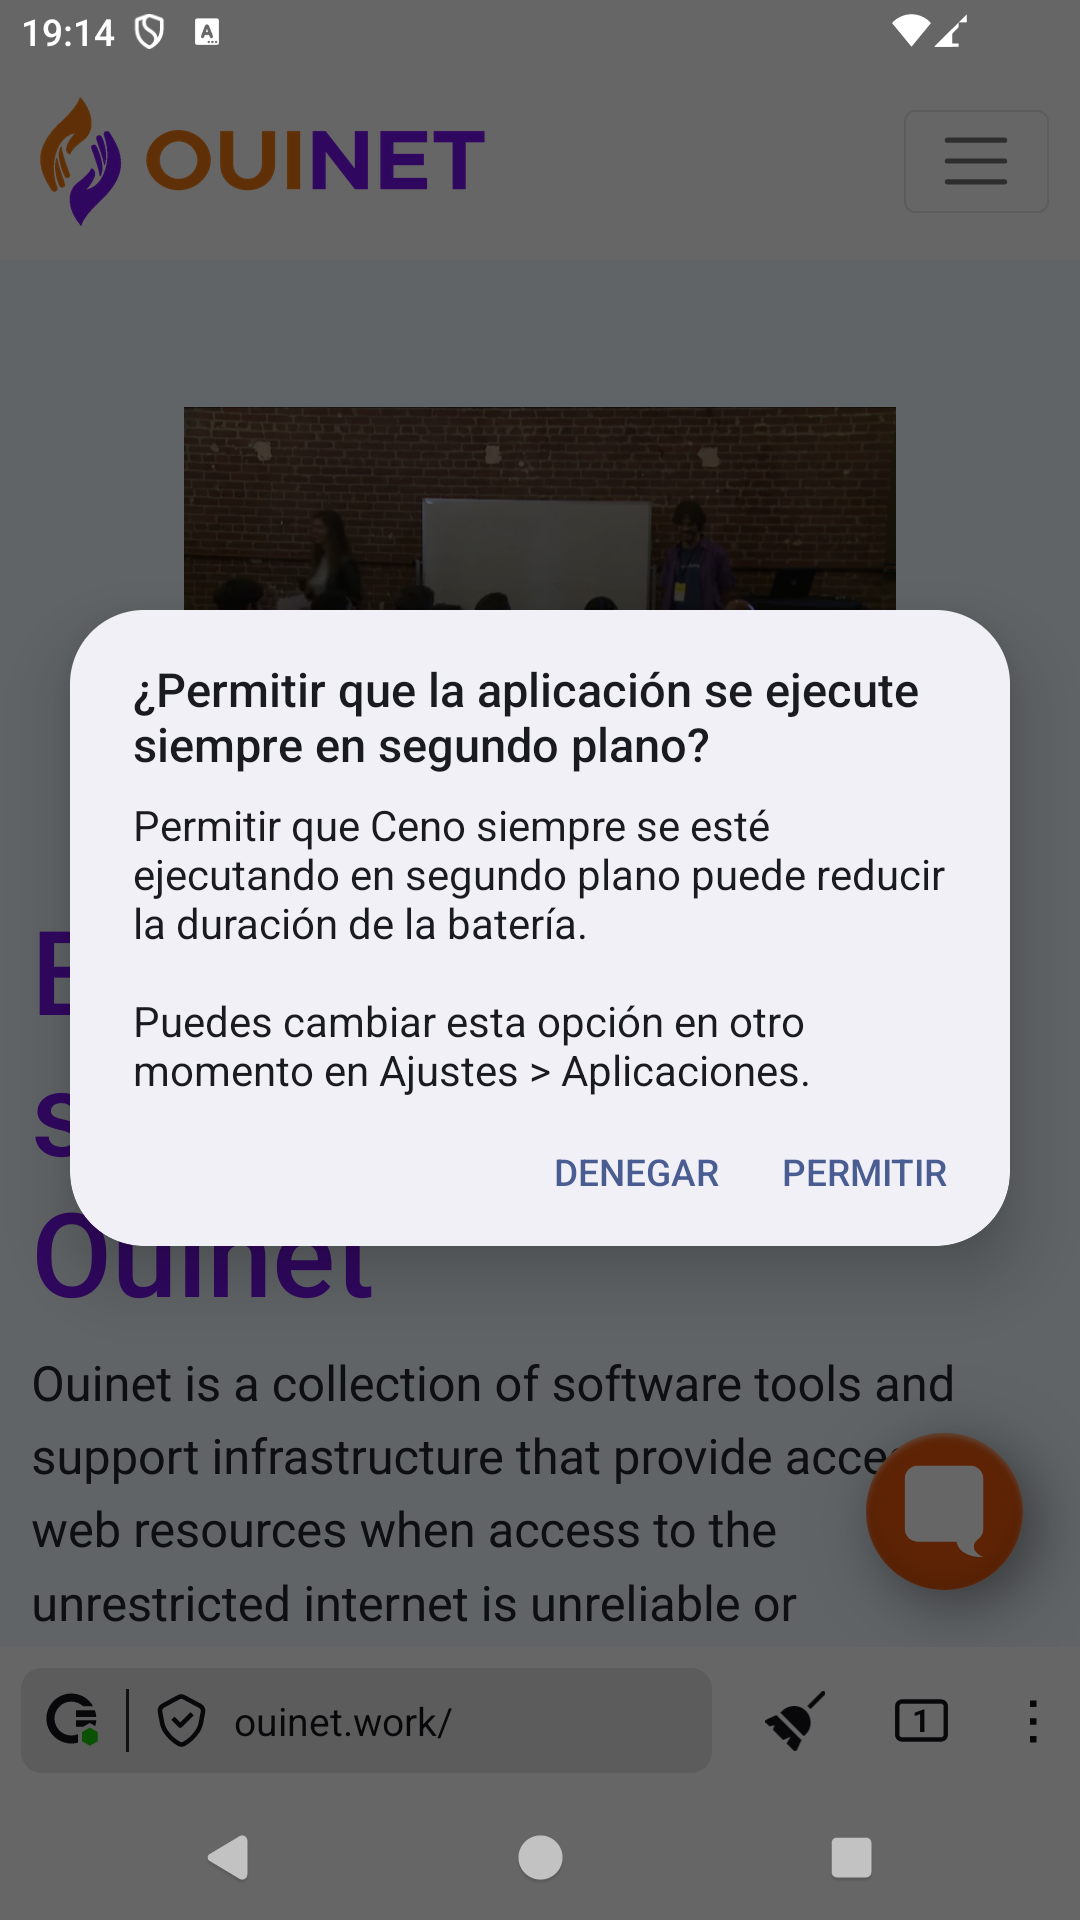 19:14
OUINET
¿Permitir que la aplicación se ejecute
siempre en segundo plano?
Permitir que Ceno siempre se esté
ejecutando en segundo plano puede reducir
la duración de la batería.
Puedes cambiar esta opción en otro
momento en Ajustes > Aplicaciones.
DENEGAR PERMITIR
Ouinet
Ouinet is a collection of software tools and
support infrastructure that provide
web resources when access to the
unrestricted internet is unreliable or
ouinet.work/
1